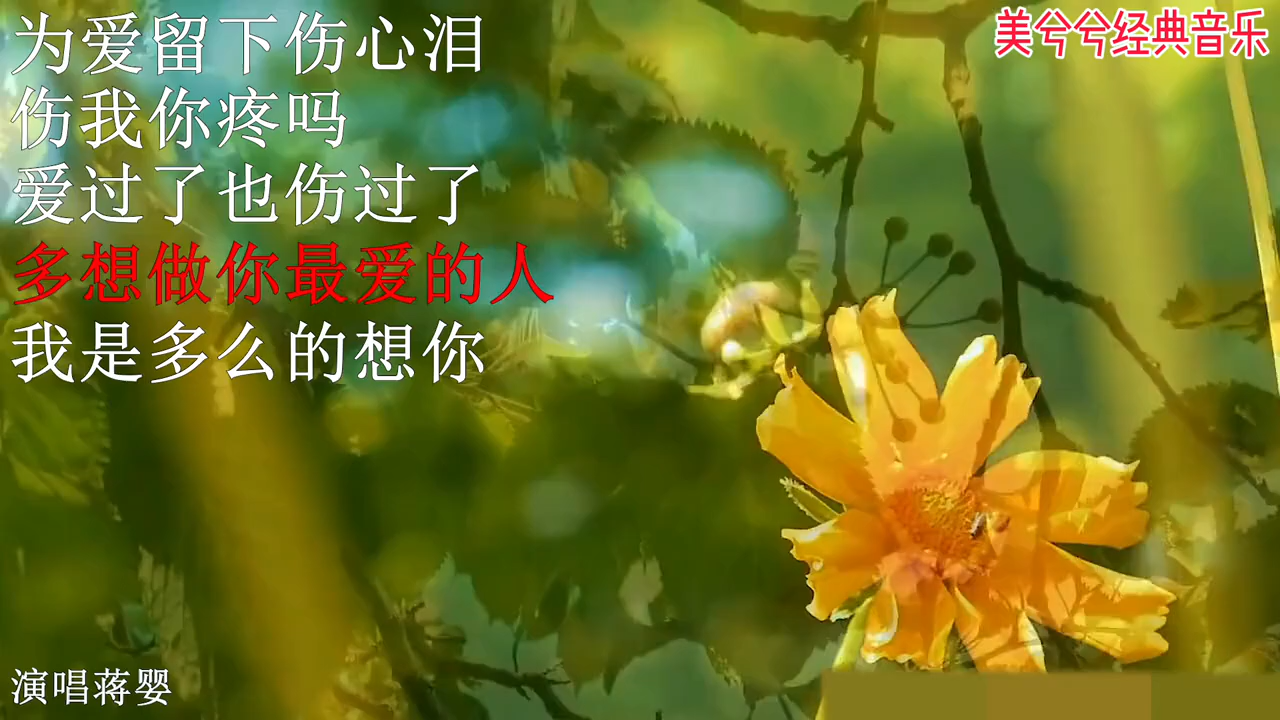 为爱留下伤心泪
伤我你疼吗
爱过了也伤过了
多想做你最爱的人
我是多么的想你
美兮兮经典音乐
演唱蒋婴